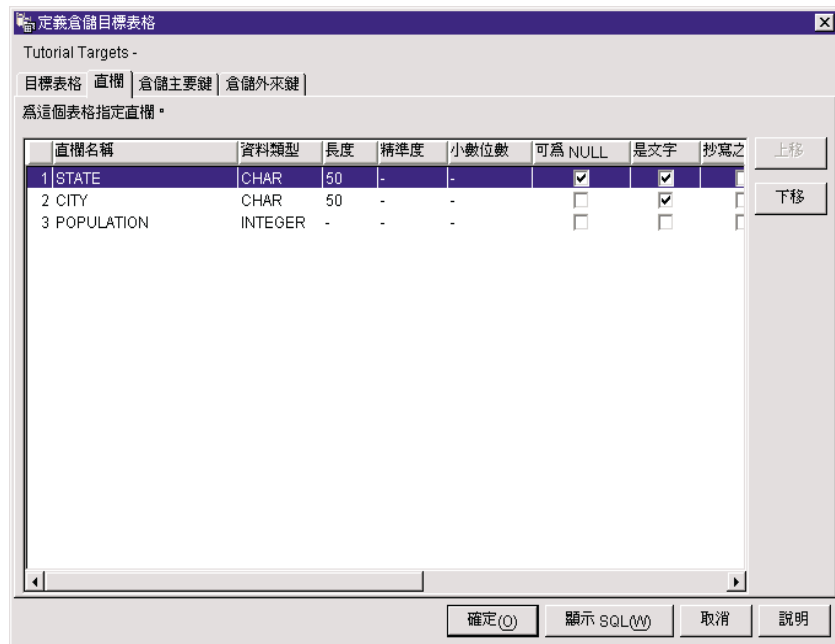 定義倉儲目標表格
Tutorial Targets -
目標表格 直欄 倉儲主要鍵 倉儲外來鍵
爲這個表格指定直欄。
直欄名稱 資料類型 長度 精準度 小數位數 可爲 NULL 是文字 抄寫之 上移
1 STATE CHAR 50 - -
2 CITY CHAR 50 - - 下移
3 POPULATION INTEGER - - -
確定(O) 顯示 SQL(W) 取消 說明